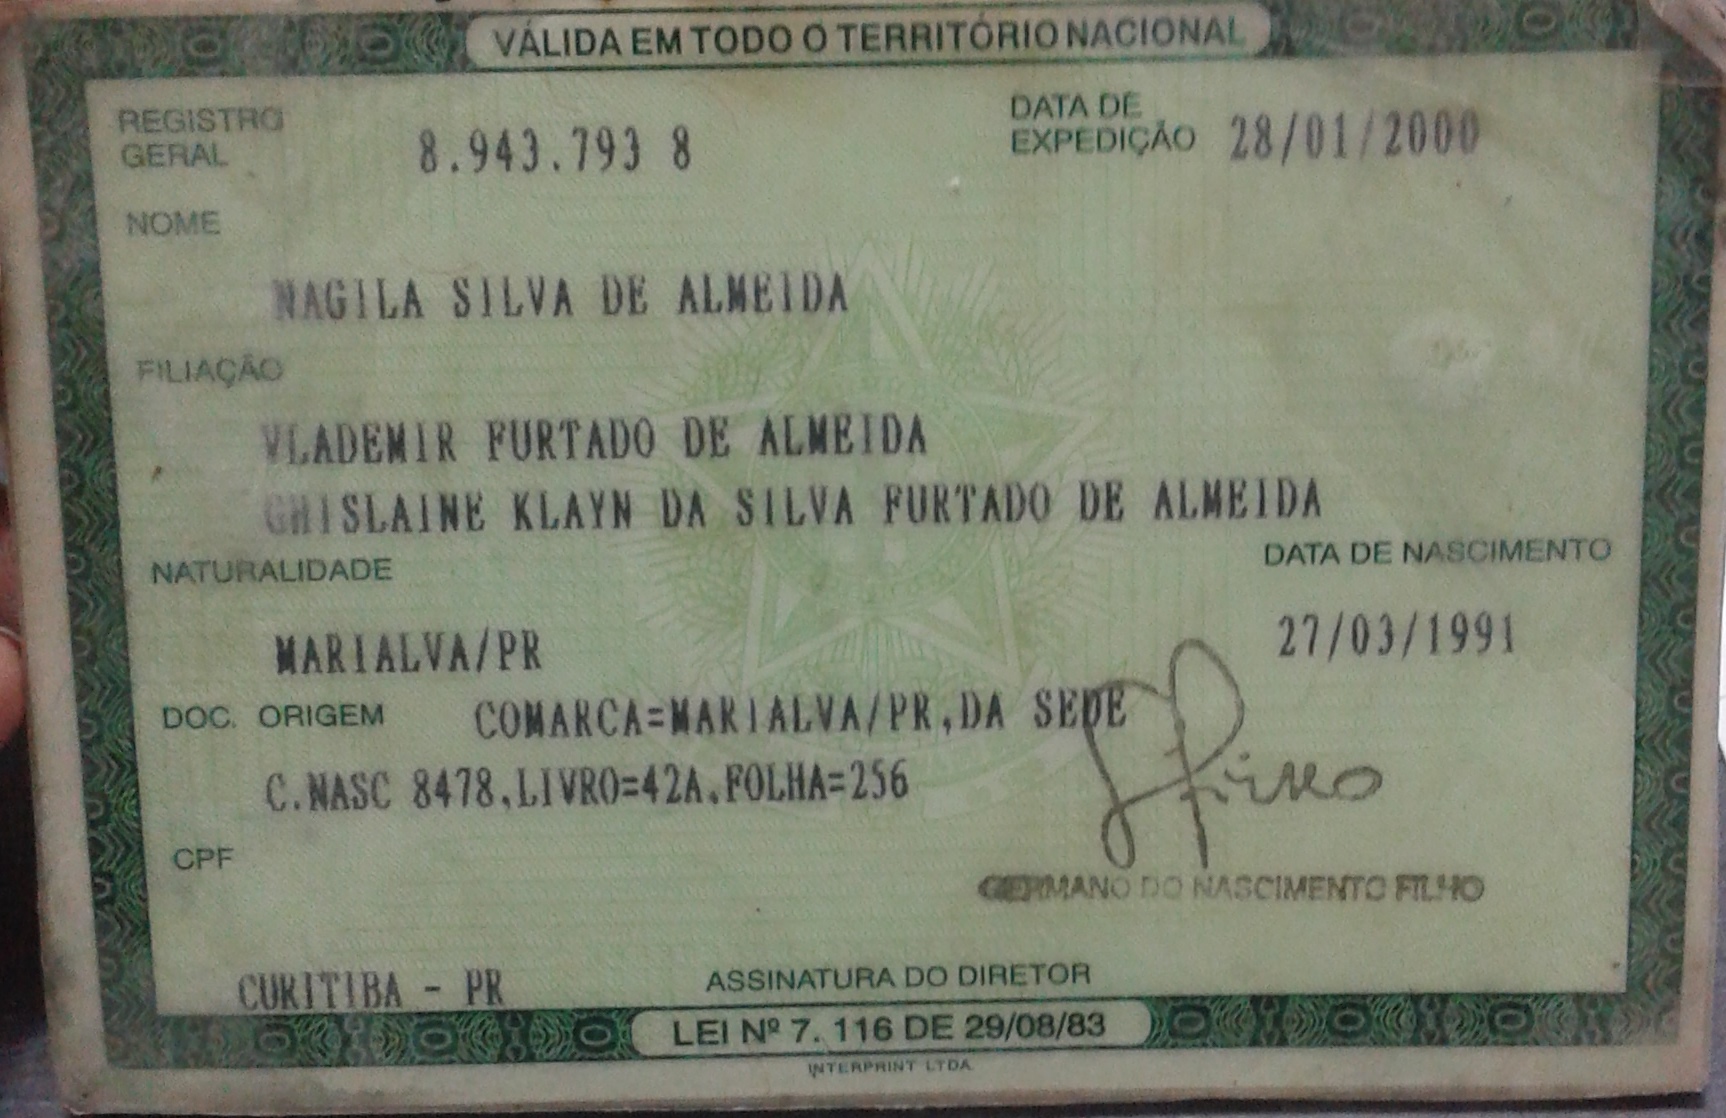 VÁLIDA EM TODO O TERRITÓRIO NACIONAL
REGISTRO GERAL 8.943.793 8 DATA DE EXPEDIÇÃO 28/01/2000
NOME
NAGILA SILVA DE ALMEIDA
FILIAÇÃO
VLADEMIR FURTADO DE ALMEIDA
GHISLAINE KLAYN DA SILVA FURTADO DE ALMEIDA
NATURALIDADE DATA DE NASCIMENTO
MARIALVA/PR 27/03/1991
DOC. ORIGEM COMARCA=MARIALVA/PR,DA SEDE
C.NASC 8478,LIVRO=42A,FOLHA=256
CPF
GERMANO DO NASCIMENTO FILHO
CURITIBA - PR ASSINATURA DO DIRETOR
LEI Nº 7. 116 DE 29/08/83
INTERPRINT LTDA.